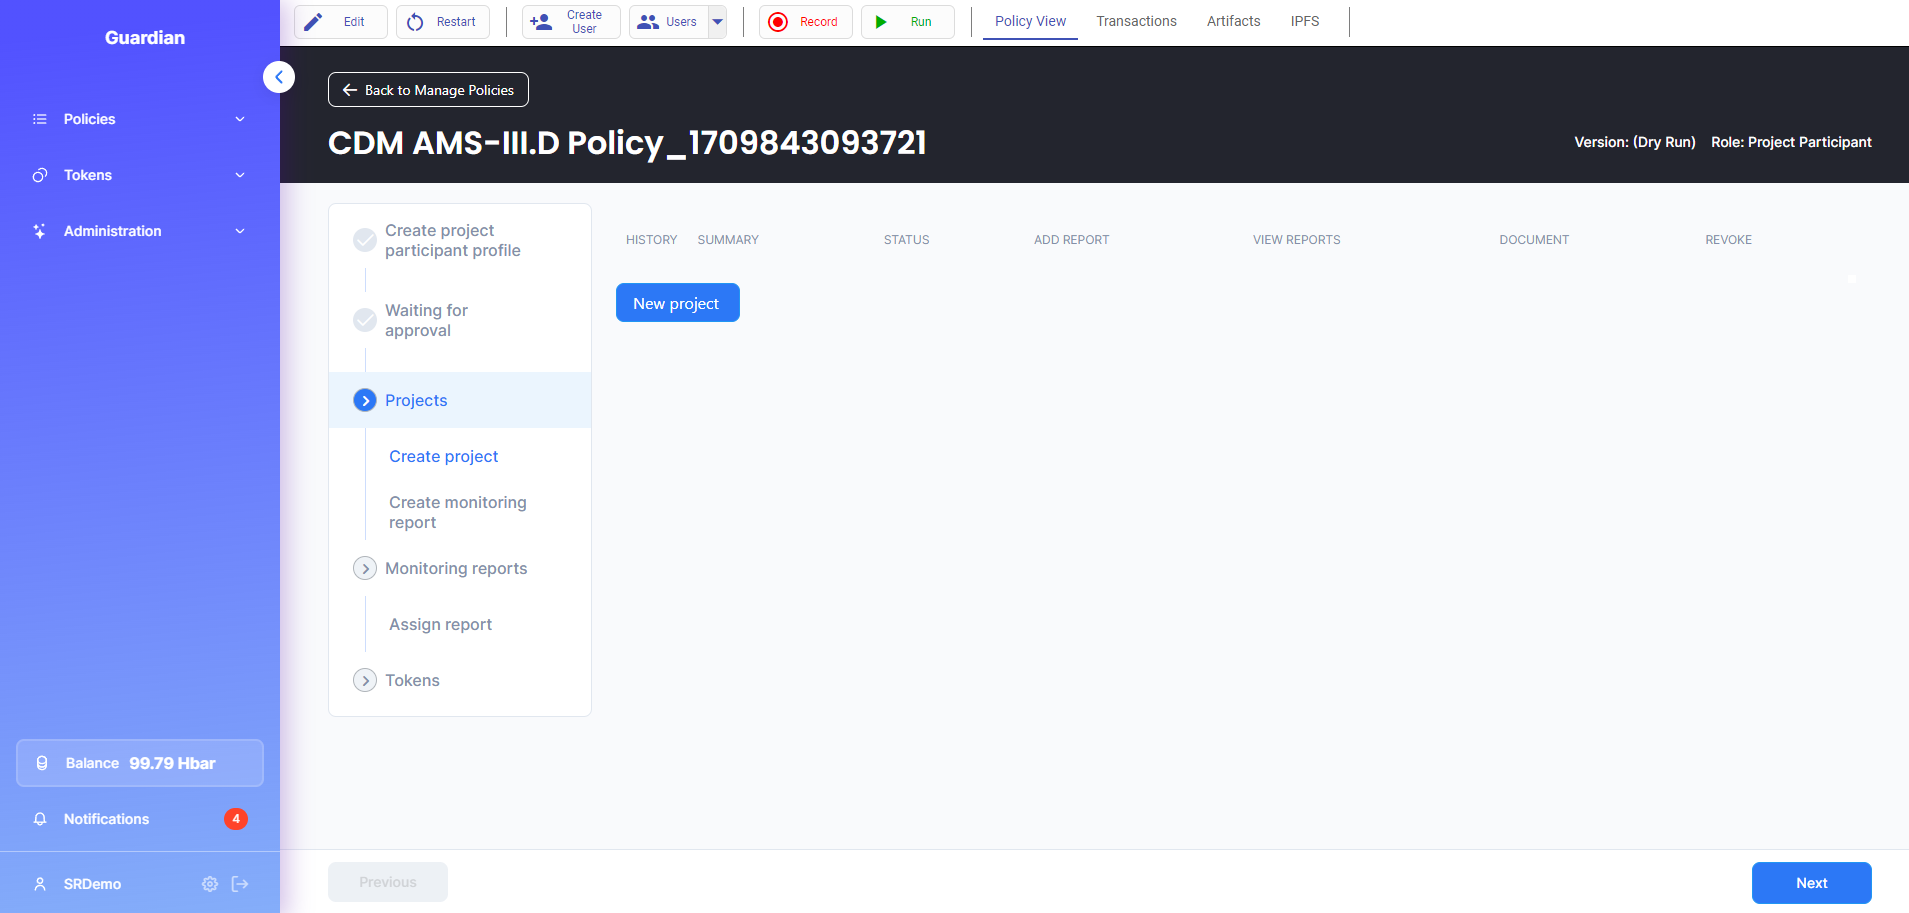 Guardian
Policies
Tokens
Administration
Balance 99.79 Hbar
Notifications 4
SRDemo
Edit
Restart
Create
User
Users
Record
Run
Policy View
Transactions
Artifacts
IPFS
Back to Manage Policies
CDM AMS-III.D Policy_1709843093721
Version: (Dry Run) Role: Project Participant
Create project
participant profile
Waiting for
approval
Projects
Create project
Create monitoring
report
Monitoring reports
Assign report
Tokens
HISTORY SUMMARY STATUS ADD REPORT VIEW REPORTS DOCUMENT REVOKE
New project
Previous
Next